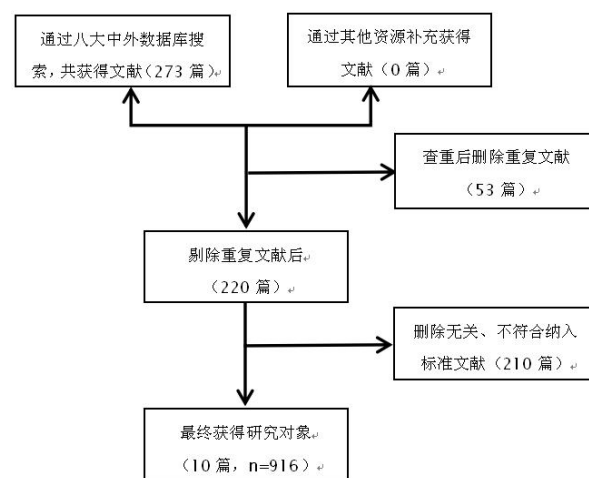 通过八大中外数据库搜
索，共获得文献（273 篇）
通过其他资源补充获得
文献（0 篇）
查重后删除重复文献
（53 篇）
剔除重复文献后
（220 篇）
删除无关、不符合纳入
标准文献（210 篇）
最终获得研究对象
（10 篇，n=916）